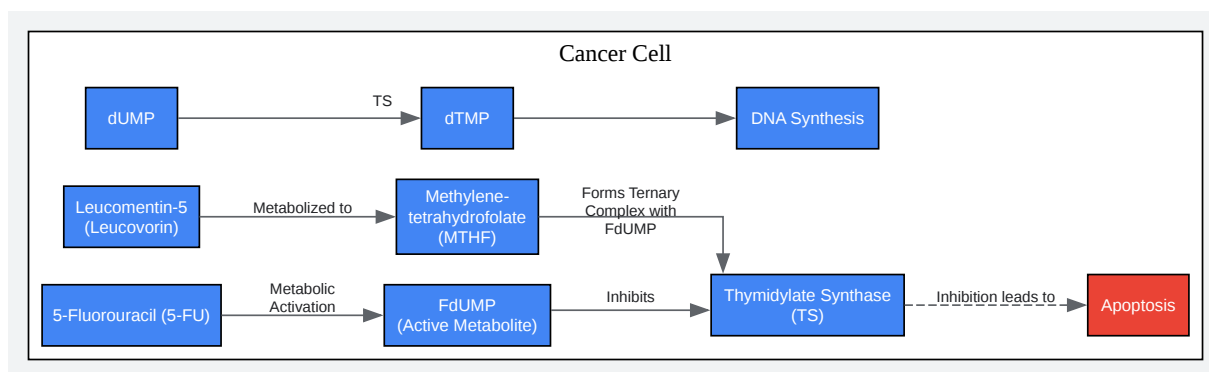 Cancer Cell
dUMP
TS
dTMP
DNA Synthesis
Leucomentin-5
(Leucovorin)
Metabolized to
Methylene-
tetrahydrofolate
(MTHF)
Forms Ternary
Complex with
FdUMP
5-Fluorouracil (5-FU)
Metabolic
Activation
FdUMP
(Active Metabolite)
Inhibits
Thymidylate Synthase
(TS)
Inhibition leads to
Apoptosis